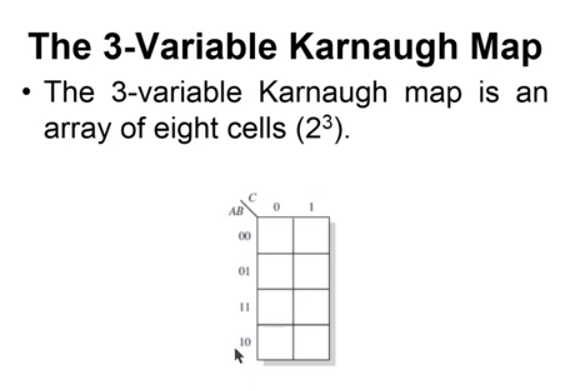 The 3-Variable Karnaugh Map
• The 3-variable Karnaugh map is an
array of eight cells (2³).
C
AB 0 1
00
01
11
10